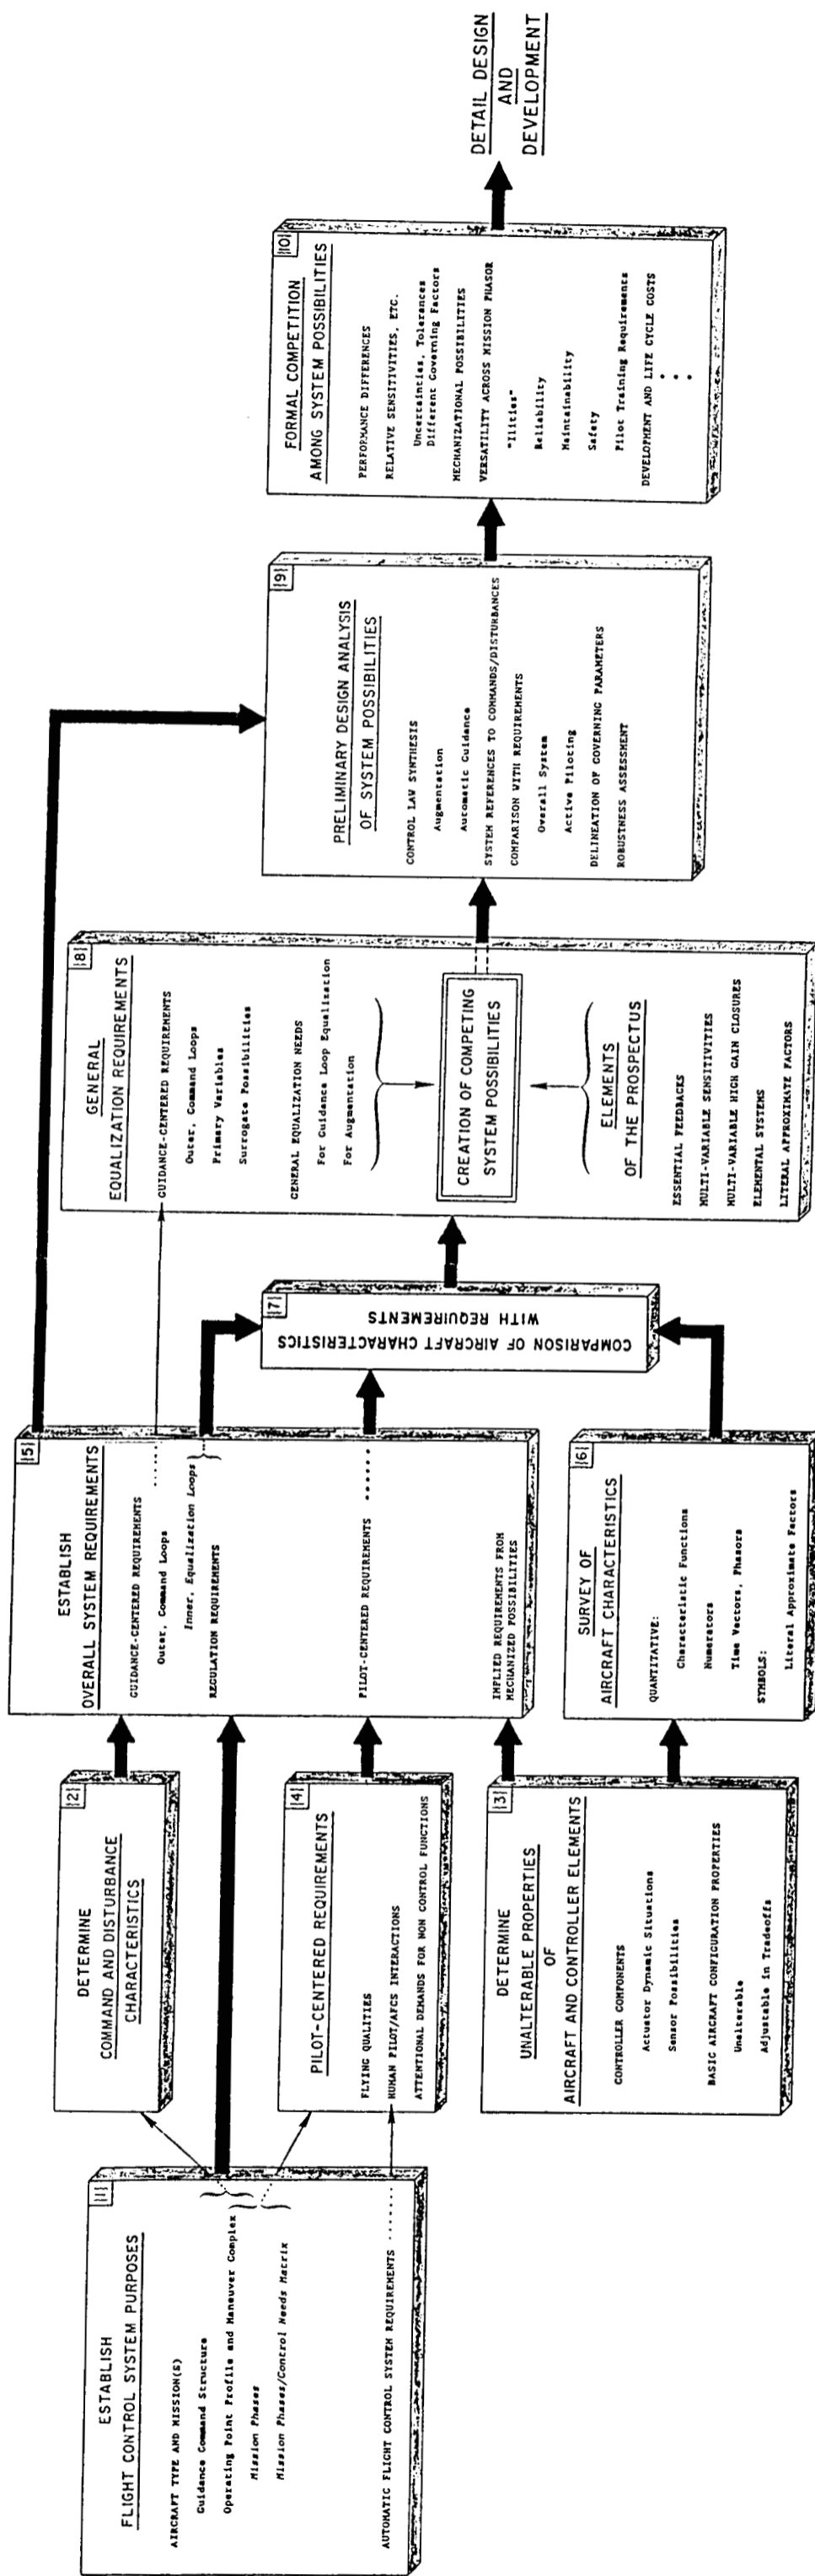 |1|
ESTABLISH
FLIGHT CONTROL SYSTEM PURPOSES
AIRCRAFT TYPE AND MISSION(S)
Guidance Command Structure
Operating Point Profile and Maneuver Complex
Mission Phases
Mission Phases/Control Needs Matrix
AUTOMATIC FLIGHT CONTROL SYSTEM REQUIREMENTS ......
|2|
DETERMINE
COMMAND AND DISTURBANCE
CHARACTERISTICS
|4|
PILOT-CENTERED REQUIREMENTS
FLYING QUALITIES
HUMAN PILOT/AFCS INTERACTIONS
ATTENTIONAL DEMANDS FOR NON CONTROL FUNCTIONS
|3|
DETERMINE
UNALTERABLE PROPERTIES
OF
AIRCRAFT AND CONTROLLER ELEMENTS
CONTROLLER COMPONENTS
Actuator Dynamic Situations
Sensor Possibilities
BASIC AIRCRAFT CONFIGURATION PROPERTIES
Unalterable
Adjustable in Tradeoffs
|5|
ESTABLISH
OVERALL SYSTEM REQUIREMENTS
GUIDANCE-CENTERED REQUIREMENTS ......
Outer, Command Loops
Inner, Equalization Loops
REGULATION REQUIREMENTS
PILOT-CENTERED REQUIREMENTS ......
IMPLIED REQUIREMENTS FROM
MECHANIZED POSSIBILITIES
|6|
SURVEY OF
AIRCRAFT CHARACTERISTICS
QUANTITATIVE:
Characteristic Functions
Numerators
Time Vectors, Phasors
SYMBOLS:
Literal Approximate Factors
|7|
COMPARISON OF AIRCRAFT CHARACTERISTICS
WITH REQUIREMENTS
|8|
GENERAL
EQUALIZATION REQUIREMENTS
GUIDANCE-CENTERED REQUIREMENTS
Outer, Command Loops
Primary Variables
Surrogate Possibilities
GENERAL EQUALIZATION NEEDS
For Guidance Loop Equalization
For Augmentation
CREATION OF COMPETING
SYSTEM POSSIBILITIES
ELEMENTS
OF THE PROSPECTUS
ESSENTIAL FEEDBACKS
MULTI-VARIABLE SENSITIVITIES
MULTI-VARIABLE HIGH GAIN CLOSURES
ELEMENTAL SYSTEMS
LITERAL APPROXIMATE FACTORS
|9|
PRELIMINARY DESIGN ANALYSIS
OF SYSTEM POSSIBILITIES
CONTROL LAW SYNTHESIS
Augmentation
Automatic Guidance
SYSTEM REFERENCES TO COMMANDS/DISTURBANCES
COMPARISON WITH REQUIREMENTS
Overall System
Active Piloting
DELINEATION OF GOVERNING PARAMETERS
ROBUSTNESS ASSESSMENT
|10|
FORMAL COMPETITION
AMONG SYSTEM POSSIBILITIES
PERFORMANCE DIFFERENCES
RELATIVE SENSITIVITIES, ETC.
Uncertainties, Tolerances
Different Governing Factors
MECHANIZATIONAL POSSIBILITIES
VERSATILITY ACROSS MISSION PHASOR
"Ilities"
Reliability
Maintainability
Safety
Pilot Training Requirements
DEVELOPMENT AND LIFE CYCLE COSTS
DETAIL DESIGN
AND
DEVELOPMENT